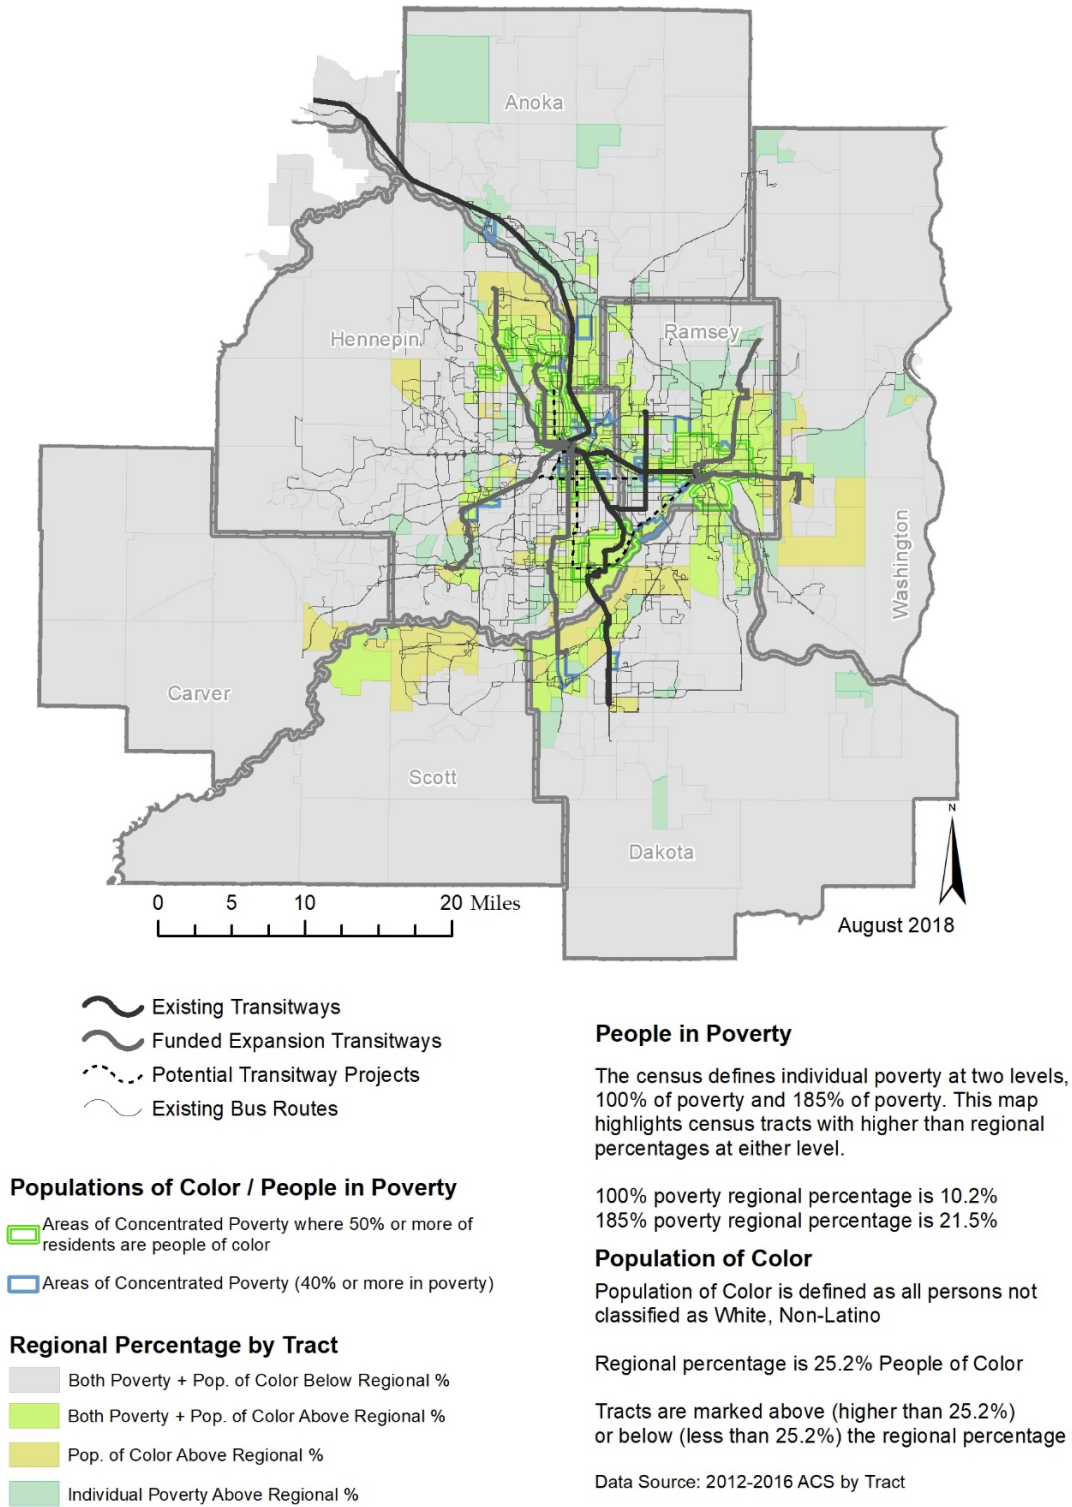 Anoka
Hennepin
Ramsey
Washington
Carver
Scott
Dakota
N
0 5 10 20 Miles
August 2018
Existing Transitways
Funded Expansion Transitways
Potential Transitway Projects
Existing Bus Routes
Populations of Color / People in Poverty
Areas of Concentrated Poverty where 50% or more of
residents are people of color
Areas of Concentrated Poverty (40% or more in poverty)
Regional Percentage by Tract
Both Poverty + Pop. of Color Below Regional %
Both Poverty + Pop. of Color Above Regional %
Pop. of Color Above Regional %
Individual Poverty Above Regional %
People in Poverty
The census defines individual poverty at two levels,
100% of poverty and 185% of poverty. This map
highlights census tracts with higher than regional
percentages at either level.
100% poverty regional percentage is 10.2%
185% poverty regional percentage is 21.5%
Population of Color
Population of Color is defined as all persons not
classified as White, Non-Latino
Regional percentage is 25.2% People of Color
Tracts are marked above (higher than 25.2%)
or below (less than 25.2%) the regional percentage
Data Source: 2012-2016 ACS by Tract